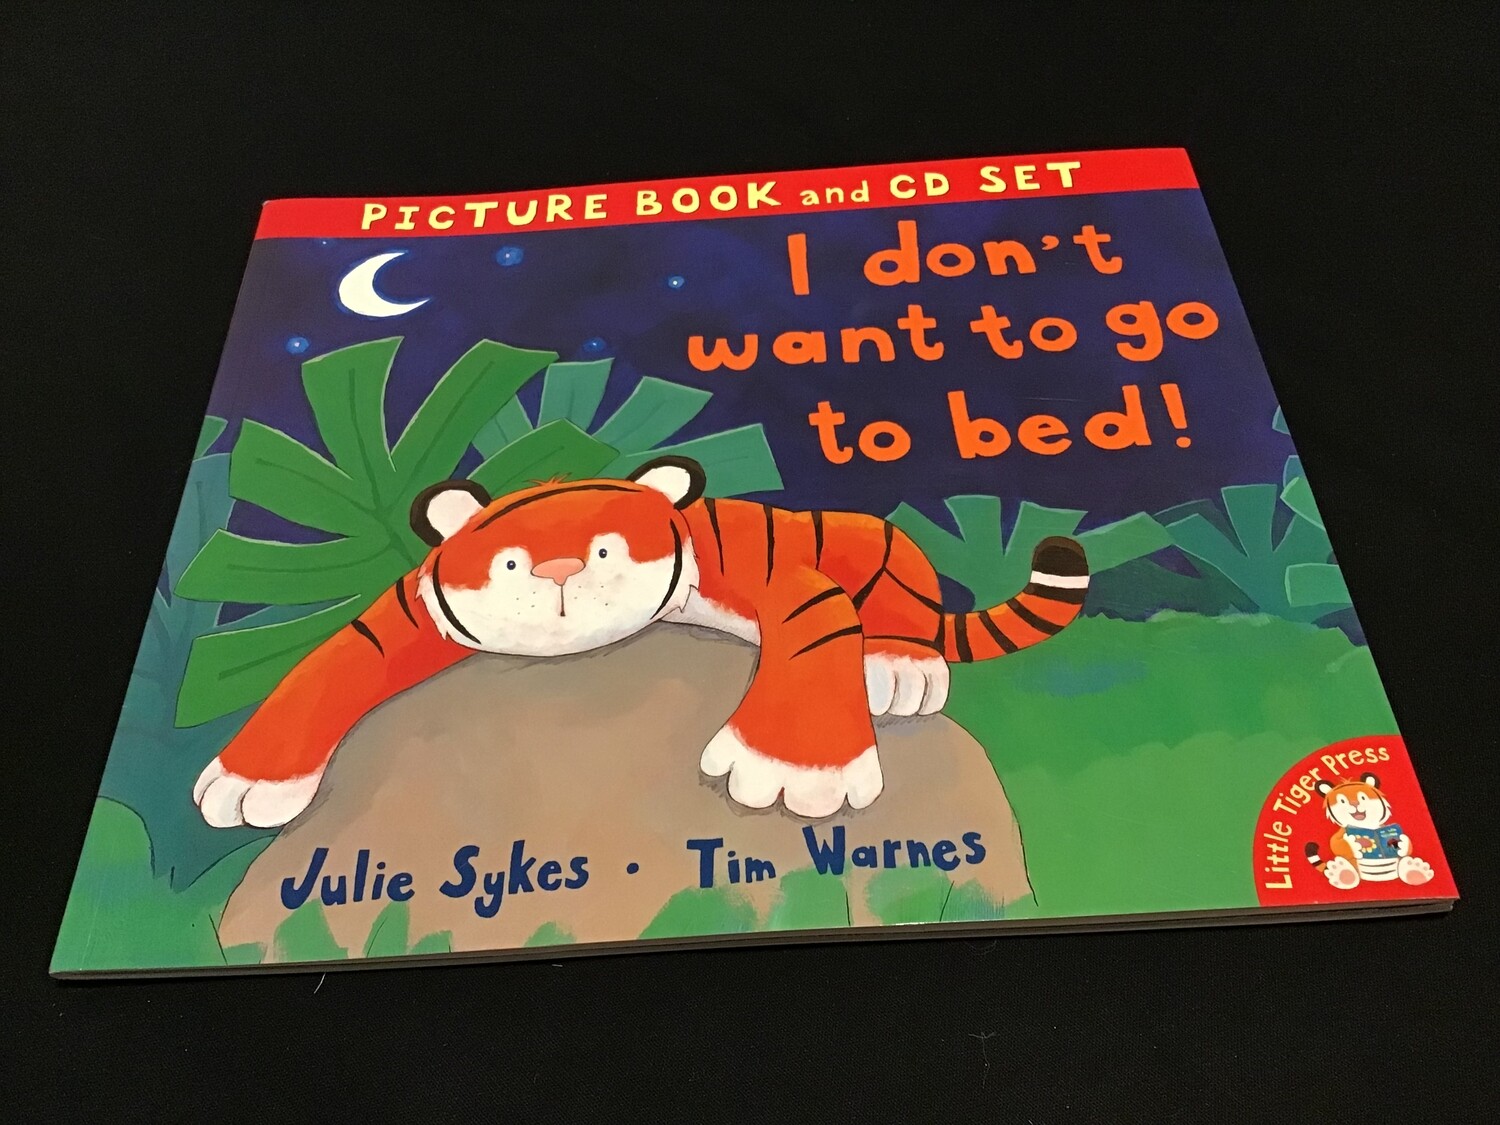 PICTURE BOOK and CD SET
I don't
want to go
to bed!
Julie Sykes · Tim Warnes
Little Tiger Press